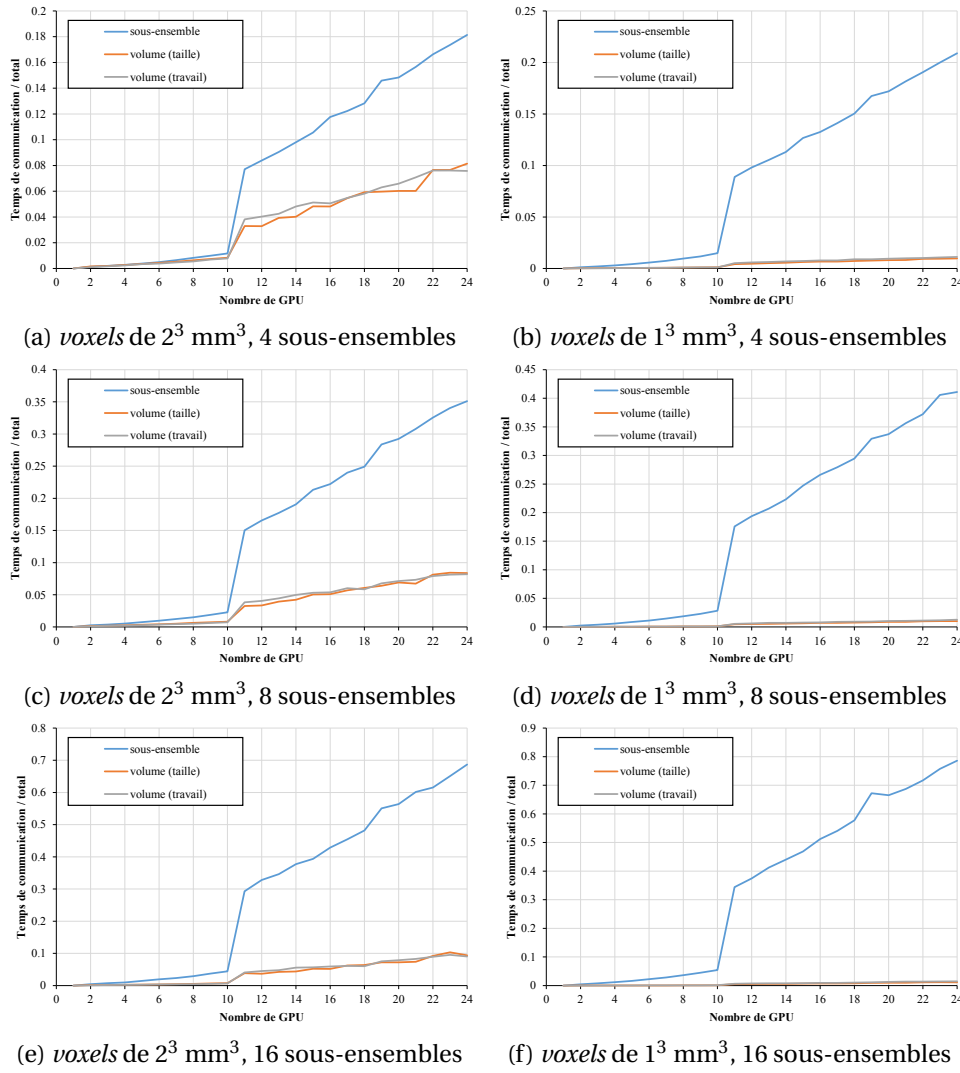 0.2
0.18
0.16
0.14
0.12
0.1
0.08
0.06
0.04
0.02
0
Temps de communication / total
sous-ensemble
volume (taille)
volume (travail)
0 2 4 6 8 10 12 14 16 18 20 22 24
Nombre de GPU
(a) voxels de 2³ mm³, 4 sous-ensembles
0.25
0.2
0.15
0.1
0.05
0
Temps de communication / total
sous-ensemble
volume (taille)
volume (travail)
0 2 4 6 8 10 12 14 16 18 20 22 24
Nombre de GPU
(b) voxels de 1³ mm³, 4 sous-ensembles
0.4
0.35
0.3
0.25
0.2
0.15
0.1
0.05
0
Temps de communication / total
sous-ensemble
volume (taille)
volume (travail)
0 2 4 6 8 10 12 14 16 18 20 22 24
Nombre de GPU
(c) voxels de 2³ mm³, 8 sous-ensembles
0.45
0.4
0.35
0.3
0.25
0.2
0.15
0.1
0.05
0
Temps de communication / total
sous-ensemble
volume (taille)
volume (travail)
0 2 4 6 8 10 12 14 16 18 20 22 24
Nombre de GPU
(d) voxels de 1³ mm³, 8 sous-ensembles
0.8
0.7
0.6
0.5
0.4
0.3
0.2
0.1
0
Temps de communication / total
sous-ensemble
volume (taille)
volume (travail)
0 2 4 6 8 10 12 14 16 18 20 22 24
Nombre de GPU
(e) voxels de 2³ mm³, 16 sous-ensembles
0.9
0.8
0.7
0.6
0.5
0.4
0.3
0.2
0.1
0
Temps de communication / total
sous-ensemble
volume (taille)
volume (travail)
0 2 4 6 8 10 12 14 16 18 20 22 24
Nombre de GPU
(f) voxels de 1³ mm³, 16 sous-ensembles